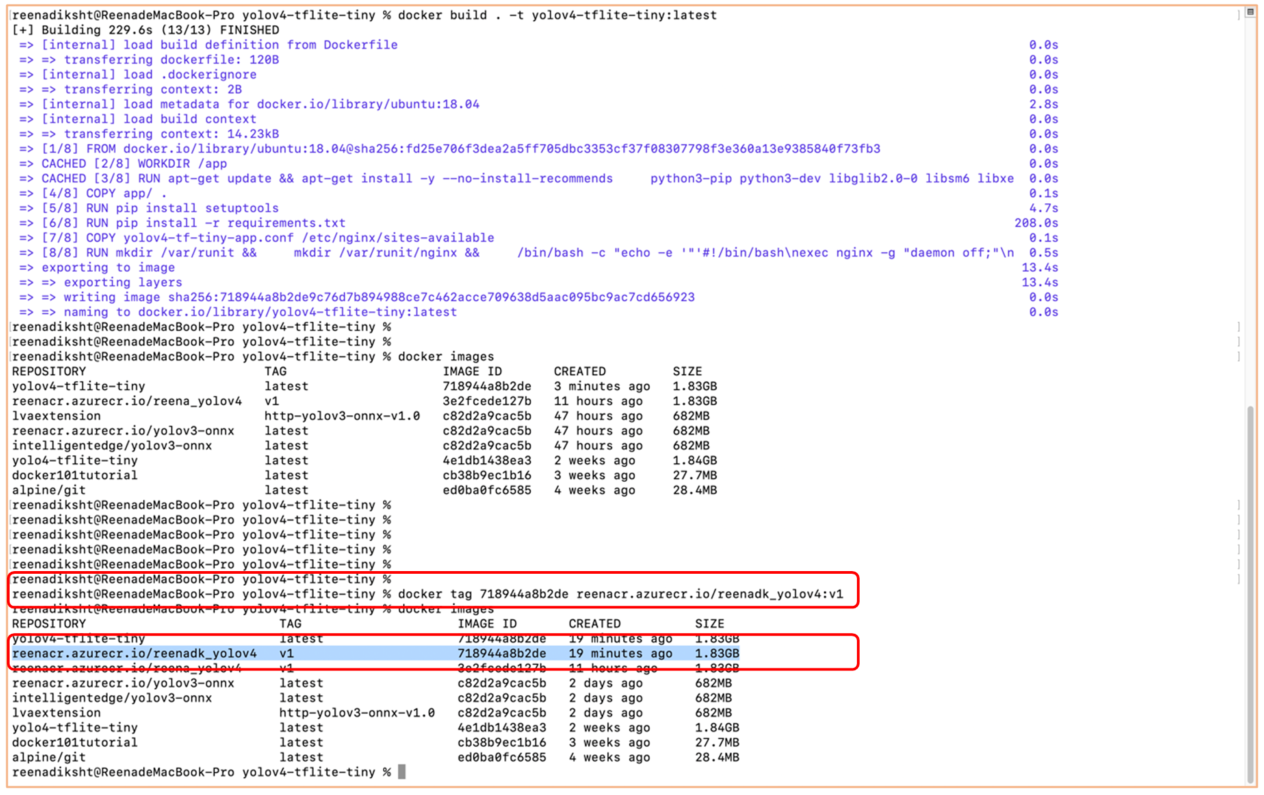 reenadiksht@ReenadeMacBook-Pro yolov4-tflite-tiny % docker build . -t yolov4-tflite-tiny:latest
[+] Building 229.6s (13/13) FINISHED
=> [internal] load build definition from Dockerfile 0.0s
=> => transferring dockerfile: 120B 0.0s
=> [internal] load .dockerignore 0.0s
=> => transferring context: 2B 0.0s
=> [internal] load metadata for docker.io/library/ubuntu:18.04 2.8s
=> [internal] load build context 0.0s
=> => transferring context: 14.23kB 0.0s
=> [1/8] FROM docker.io/library/ubuntu:18.04@sha256:fd25e706f3dea2a5ff705dbc3353cf37f08307798f3e360a13e9385840f73fb3 0.0s
=> CACHED [2/8] WORKDIR /app 0.0s
=> CACHED [3/8] RUN apt-get update && apt-get install -y --no-install-recommends     python3-pip python3-dev libglib2.0-0 libsm6 libxe 0.0s
=> [4/8] COPY app/ . 0.1s
=> [5/8] RUN pip install setuptools 4.7s
=> [6/8] RUN pip install -r requirements.txt 208.0s
=> [7/8] COPY yolov4-tf-tiny-app.conf /etc/nginx/sites-available 0.1s
=> [8/8] RUN mkdir /var/runit &&     mkdir /var/runit/nginx &&     /bin/bash -c "echo -e '"'#!/bin/bash\nexec nginx -g "daemon off;"\n 0.5s
=> exporting to image 13.4s
=> => exporting layers 13.4s
=> => writing image sha256:718944a8b2de9c76d7b894988ce7c462acce709638d5aac095bc9ac7cd656923 0.0s
=> => naming to docker.io/library/yolov4-tflite-tiny:latest 0.0s
reenadiksht@ReenadeMacBook-Pro yolov4-tflite-tiny %
reenadiksht@ReenadeMacBook-Pro yolov4-tflite-tiny %
reenadiksht@ReenadeMacBook-Pro yolov4-tflite-tiny % docker images
REPOSITORY TAG IMAGE ID CREATED SIZE
yolov4-tflite-tiny latest 718944a8b2de 3 minutes ago 1.83GB
reenacr.azurecr.io/reena_yolov4 v1 3e2fcede127b 11 hours ago 1.83GB
lvaextension http-yolov3-onnx-v1.0 c82d2a9cac5b 47 hours ago 682MB
reenacr.azurecr.io/yolov3-onnx latest c82d2a9cac5b 47 hours ago 682MB
intelligentedge/yolov3-onnx latest c82d2a9cac5b 47 hours ago 682MB
yolo4-tflite-tiny latest 4e1db1438ea3 2 weeks ago 1.84GB
docker101tutorial latest cb38b9ec1b16 3 weeks ago 27.7MB
alpine/git latest ed0ba0fc6585 4 weeks ago 28.4MB
reenadiksht@ReenadeMacBook-Pro yolov4-tflite-tiny %
reenadiksht@ReenadeMacBook-Pro yolov4-tflite-tiny %
reenadiksht@ReenadeMacBook-Pro yolov4-tflite-tiny %
reenadiksht@ReenadeMacBook-Pro yolov4-tflite-tiny %
reenadiksht@ReenadeMacBook-Pro yolov4-tflite-tiny %
reenadiksht@ReenadeMacBook-Pro yolov4-tflite-tiny %
reenadiksht@ReenadeMacBook-Pro yolov4-tflite-tiny % docker tag 718944a8b2de reenacr.azurecr.io/reenadk_yolov4:v1
reenadiksht@ReenadeMacBook-Pro yolov4-tflite-tiny % docker images
REPOSITORY TAG IMAGE ID CREATED SIZE
yolov4-tflite-tiny latest 718944a8b2de 19 minutes ago 1.83GB
reenacr.azurecr.io/reenadk_yolov4 v1 718944a8b2de 19 minutes ago 1.83GB
reenacr.azurecr.io/reena_yolov4 v1 3e2fcede127b 11 hours ago 1.83GB
reenacr.azurecr.io/yolov3-onnx latest c82d2a9cac5b 2 days ago 682MB
intelligentedge/yolov3-onnx latest c82d2a9cac5b 2 days ago 682MB
lvaextension http-yolov3-onnx-v1.0 c82d2a9cac5b 2 days ago 682MB
yolo4-tflite-tiny latest 4e1db1438ea3 2 weeks ago 1.84GB
docker101tutorial latest cb38b9ec1b16 3 weeks ago 27.7MB
alpine/git latest ed0ba0fc6585 4 weeks ago 28.4MB
reenadiksht@ReenadeMacBook-Pro yolov4-tflite-tiny %